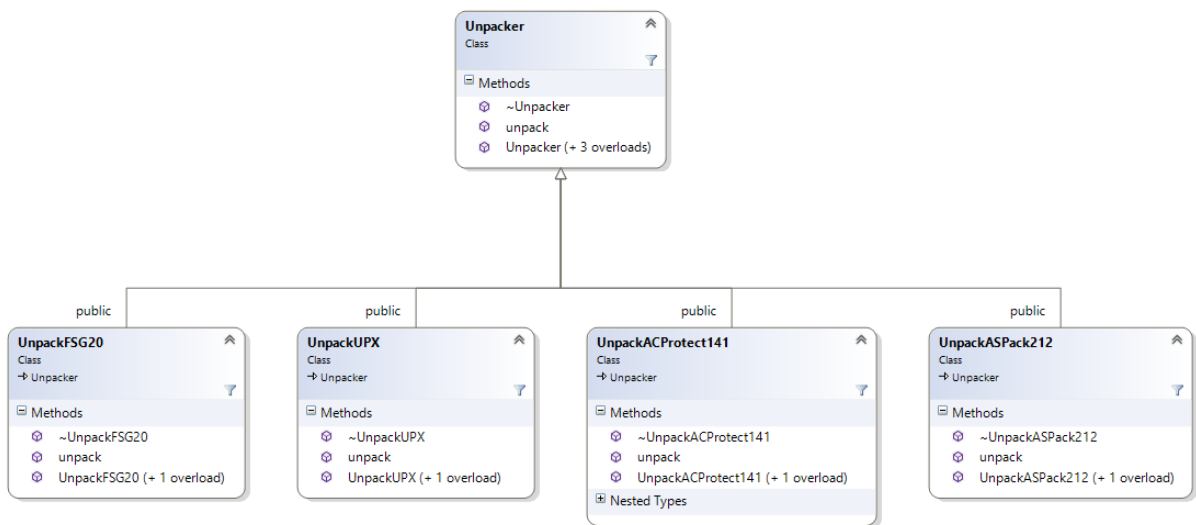 Unpacker
Class
Methods
~Unpacker
unpack
Unpacker (+ 3 overloads)
public
public
public
public
UnpackFSG20
Class
Unpacker
Methods
~UnpackFSG20
unpack
UnpackFSG20 (+ 1 overload)
UnpackUPX
Class
Unpacker
Methods
~UnpackUPX
unpack
UnpackUPX (+ 1 overload)
UnpackACProtect141
Class
Unpacker
Methods
~UnpackACProtect141
unpack
UnpackACProtect141 (+ 1 overload)
Nested Types
UnpackASPack212
Class
Unpacker
Methods
~UnpackASPack212
unpack
UnpackASPack212 (+ 1 overload)